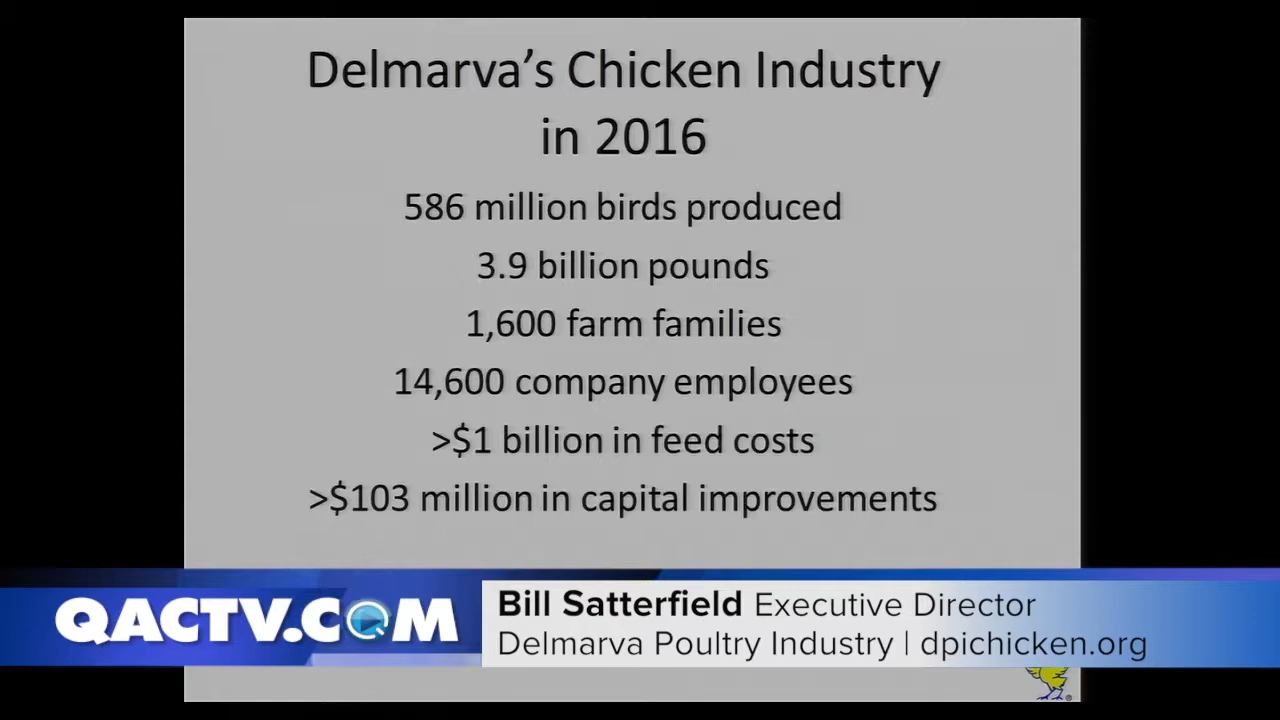 Delmarva's Chicken Industry
in 2016
586 million birds produced
3.9 billion pounds
1,600 farm families
14,600 company employees
>$1 billion in feed costs
>$103 million in capital improvements
QACTV.COM
Bill Satterfield Executive Director
Delmarva Poultry Industry | dpichicken.org
®